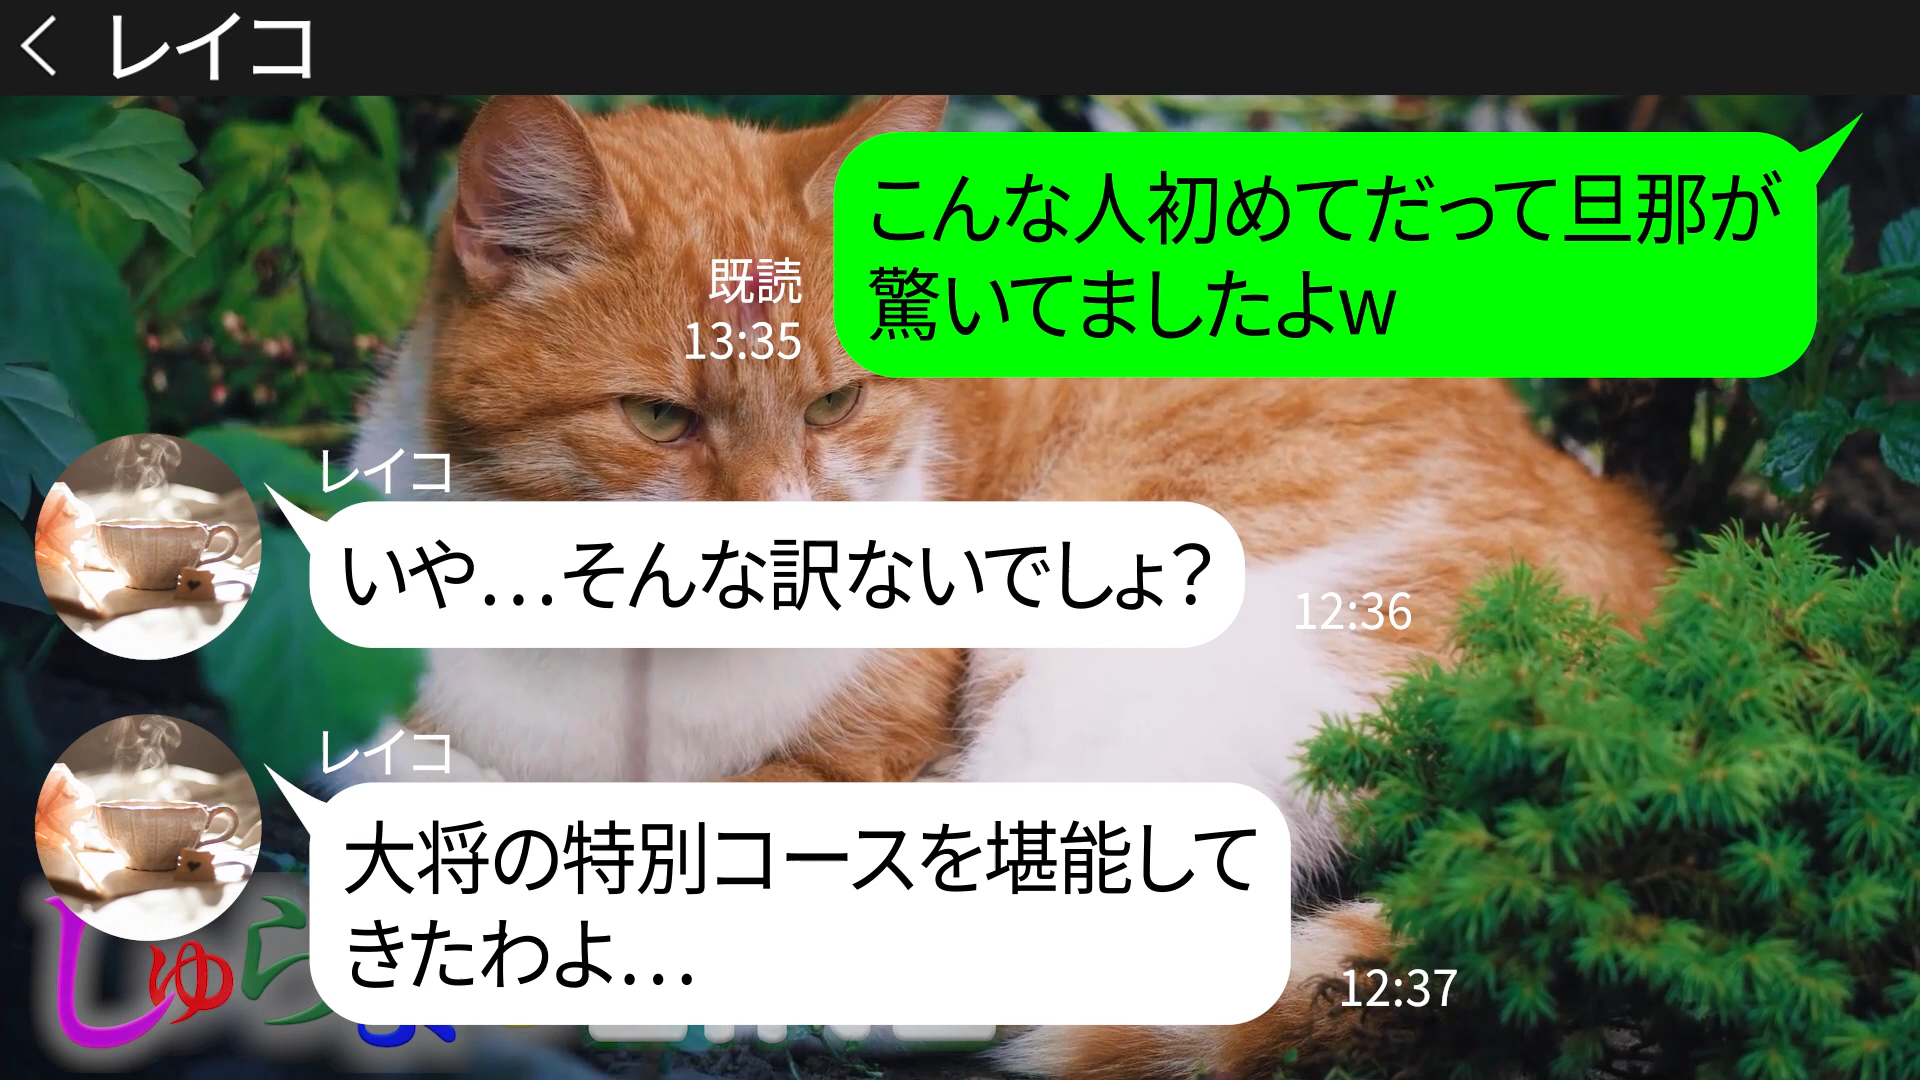 レイコ
こんな人初めてだって旦那が
驚いてましたよw
既読
13:35
レイコ
いや…そんな訳ないでしょ？
12:36
レイコ
大将の特別コースを堪能して
きたわよ…
12:37
しゅら